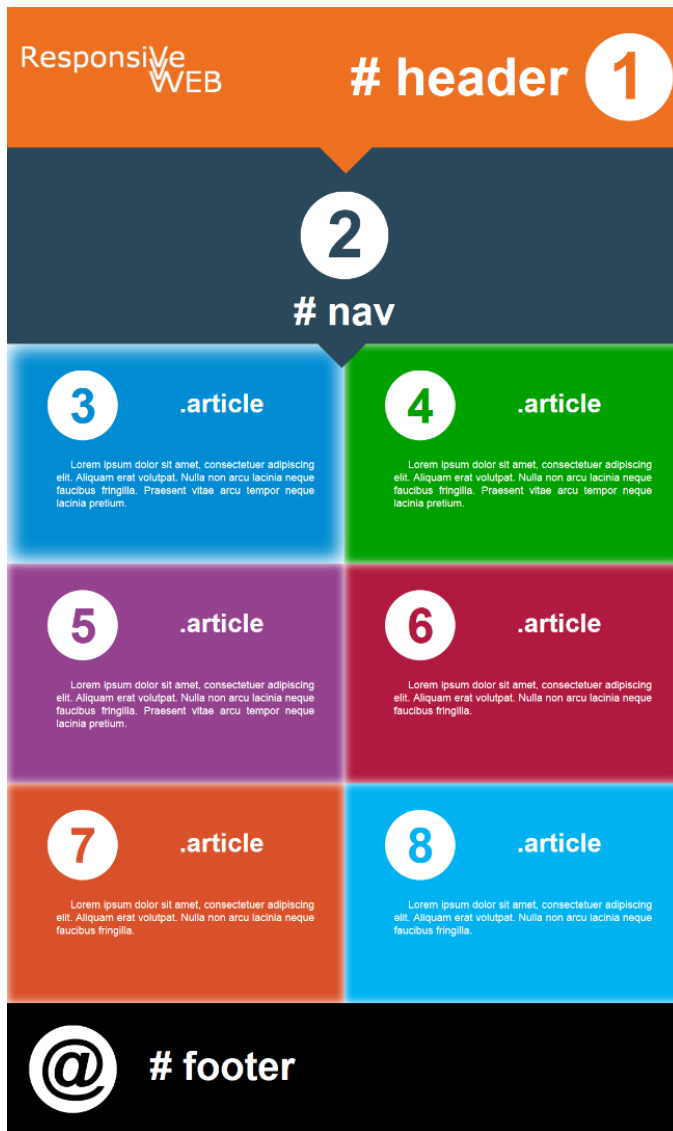 Responsive
WEB
# header 1
2
# nav
3 .article
Lorem ipsum dolor sit amet, consectetuer adipiscing
elit. Aliquam erat volutpat. Nulla non arcu lacinia neque
faucibus fringilla. Praesent vitae arcu tempor neque
lacinia pretium.
4 .article
Lorem ipsum dolor sit amet, consectetuer adipiscing
elit. Aliquam erat volutpat. Nulla non arcu lacinia neque
faucibus fringilla. Praesent vitae arcu tempor neque
lacinia pretium.
5 .article
Lorem ipsum dolor sit amet, consectetuer adipiscing
elit. Aliquam erat volutpat. Nulla non arcu lacinia neque
faucibus fringilla. Praesent vitae arcu tempor neque
lacinia pretium.
6 .article
Lorem ipsum dolor sit amet, consectetuer adipiscing
elit. Aliquam erat volutpat. Nulla non arcu lacinia neque
faucibus fringilla.
7 .article
Lorem ipsum dolor sit amet, consectetuer adipiscing
elit. Aliquam erat volutpat. Nulla non arcu lacinia neque
faucibus fringilla.
8 .article
Lorem ipsum dolor sit amet, consectetuer adipiscing
elit. Aliquam erat volutpat. Nulla non arcu lacinia neque
faucibus fringilla.
@ # footer